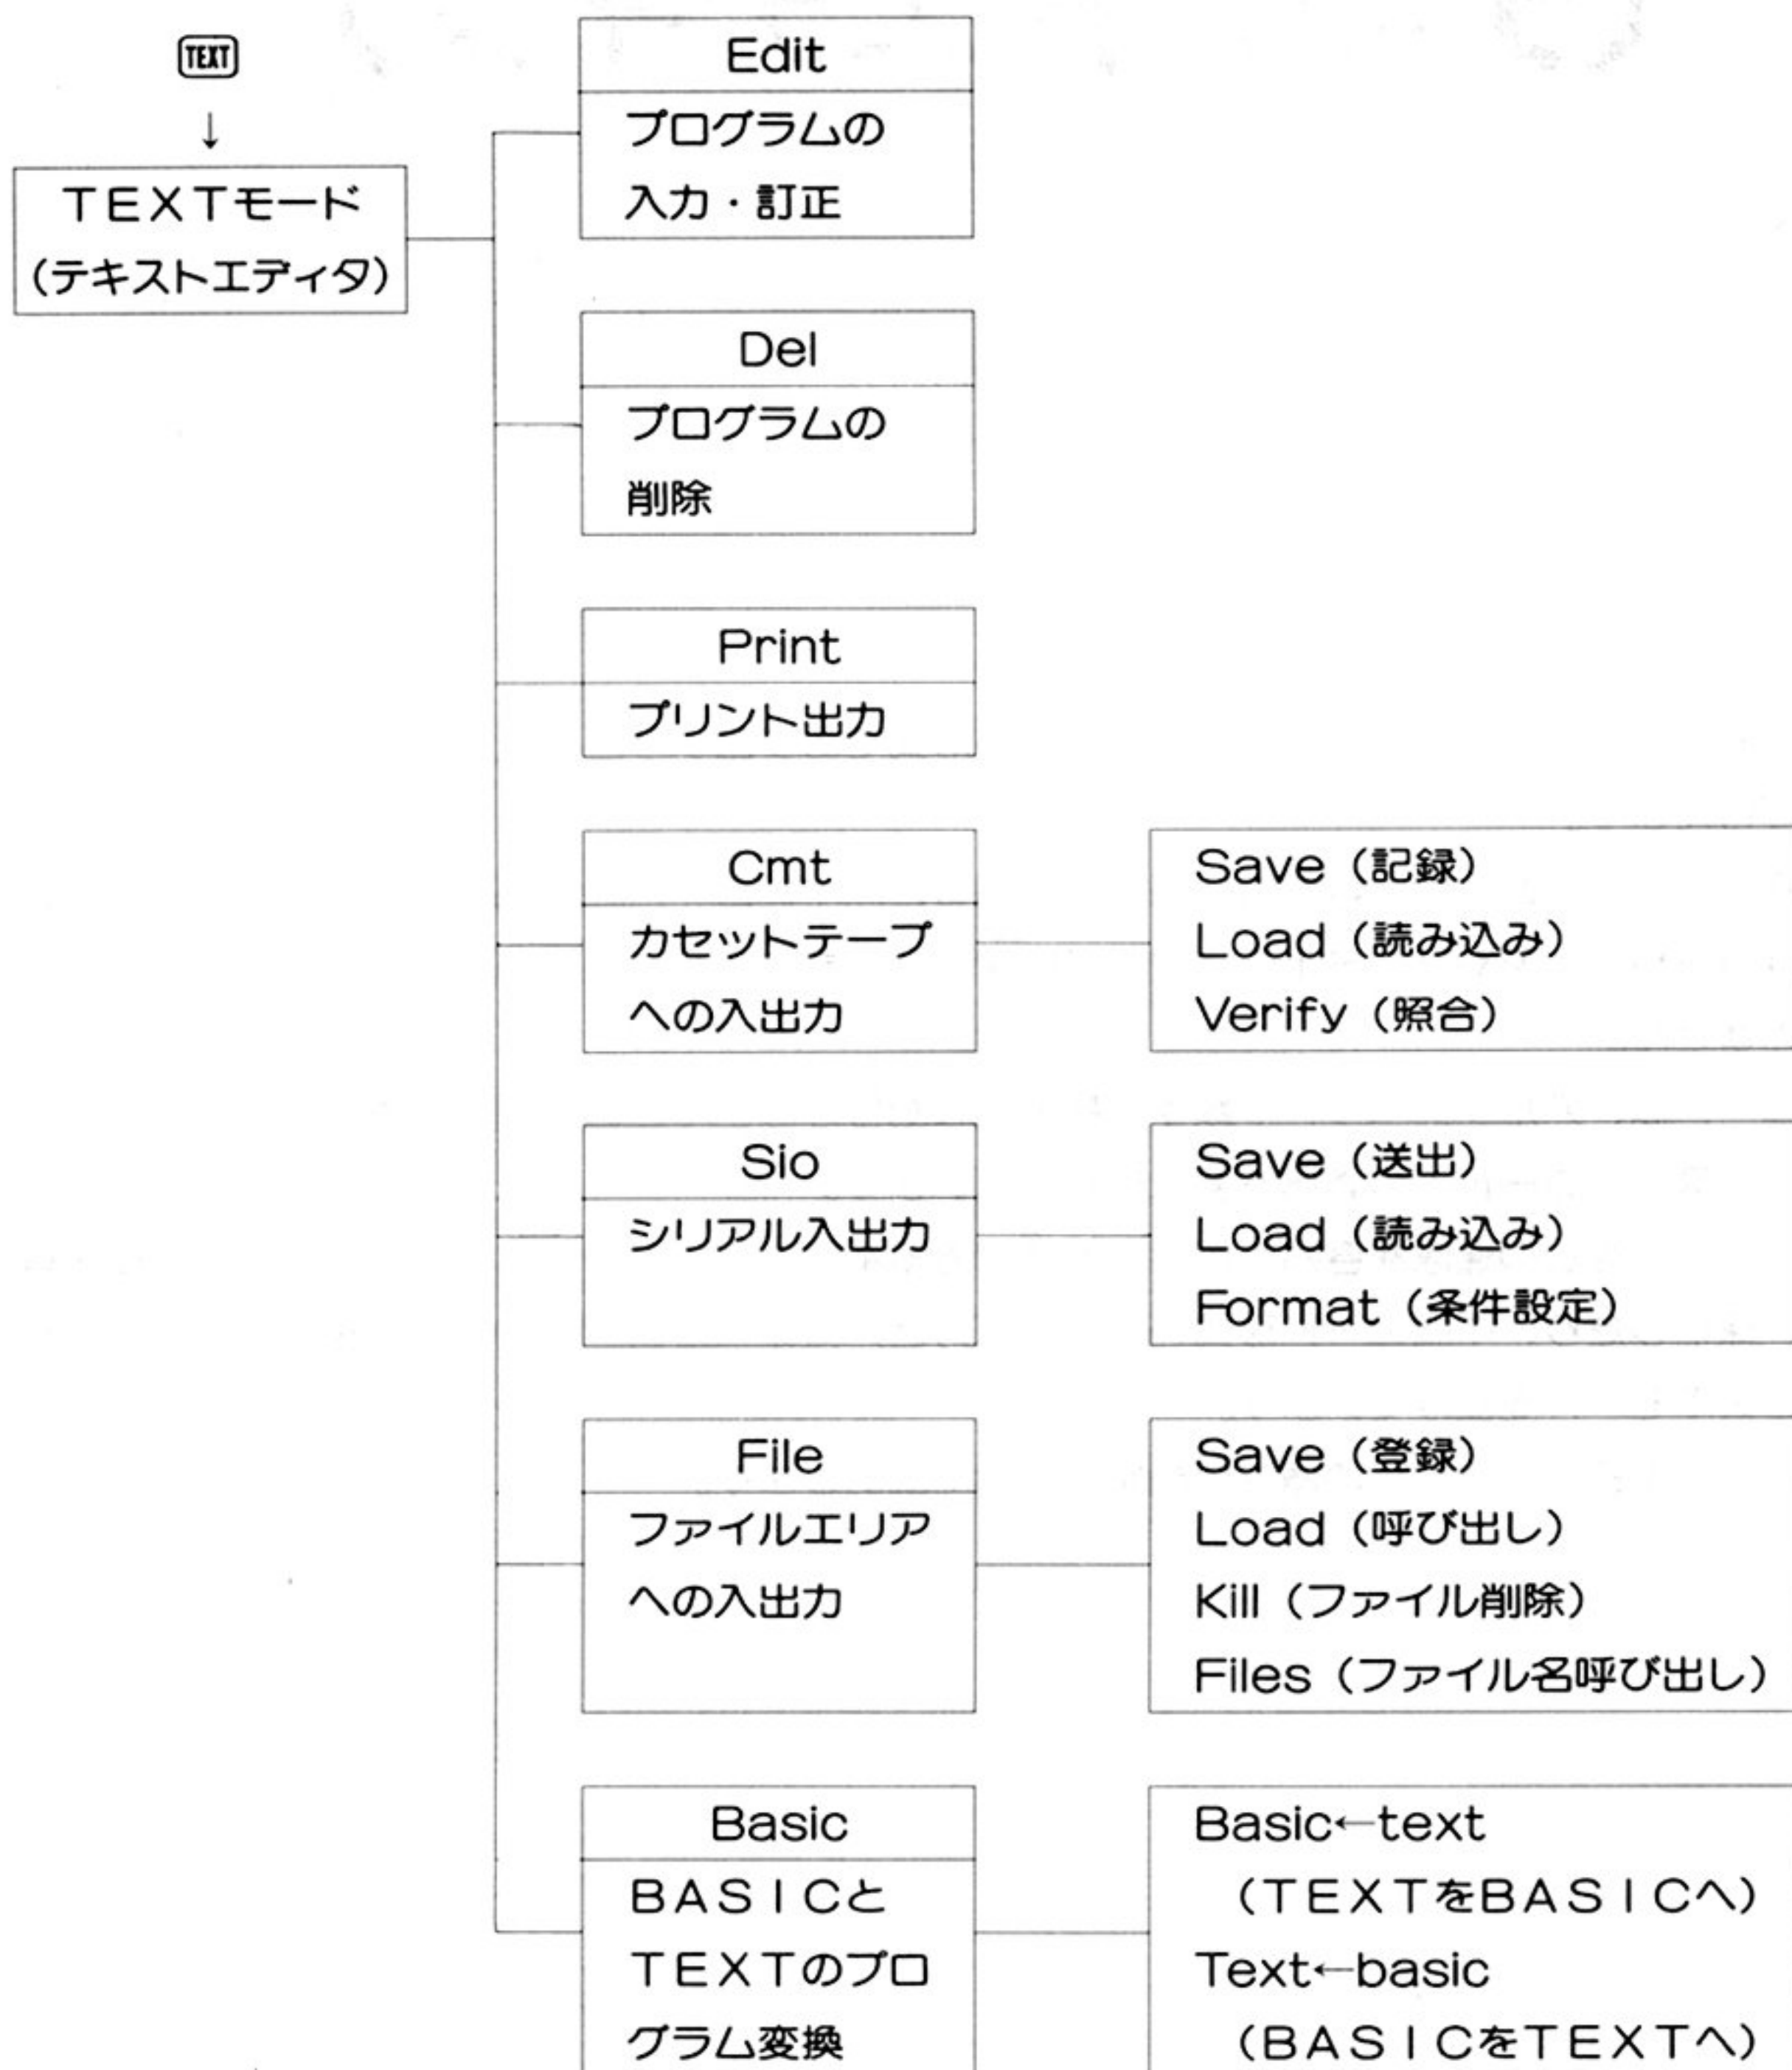 TEXT
↓
TEXTモード
(テキストエディタ)
Edit
プログラムの
入力・訂正
Del
プログラムの
削除
Print
プリント出力
Cmt
カセットテープ
への入出力
Save（記録）
Load（読み込み）
Verify（照合）
Sio
シリアル入出力
Save（送出）
Load（読み込み）
Format（条件設定）
File
ファイルエリア
への入出力
Save（登録）
Load（呼び出し）
Kill（ファイル削除）
Files（ファイル名呼び出し）
Basic
BASICと
TEXTのプロ
グラム変換
Basic←text
（TEXTをBASICへ）
Text←basic
（BASICをTEXTへ）